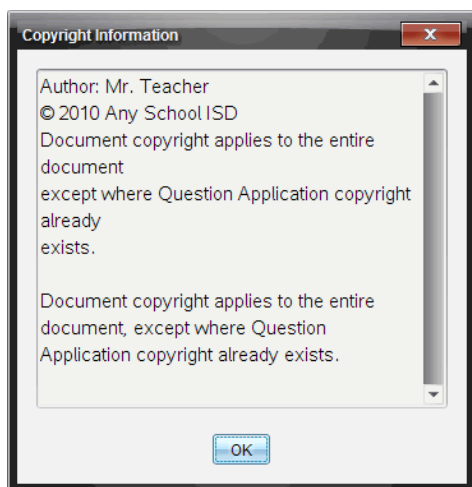 Copyright Information
Author: Mr. Teacher
© 2010 Any School ISD
Document copyright applies to the entire
document
except where Question Application copyright
already
exists.
Document copyright applies to the entire
document, except where Question
Application copyright already exists.
OK